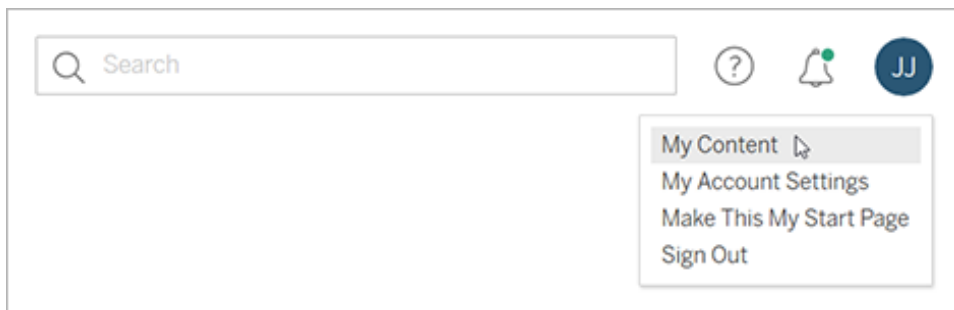 Search
?
JJ
My Content
My Account Settings
Make This My Start Page
Sign Out